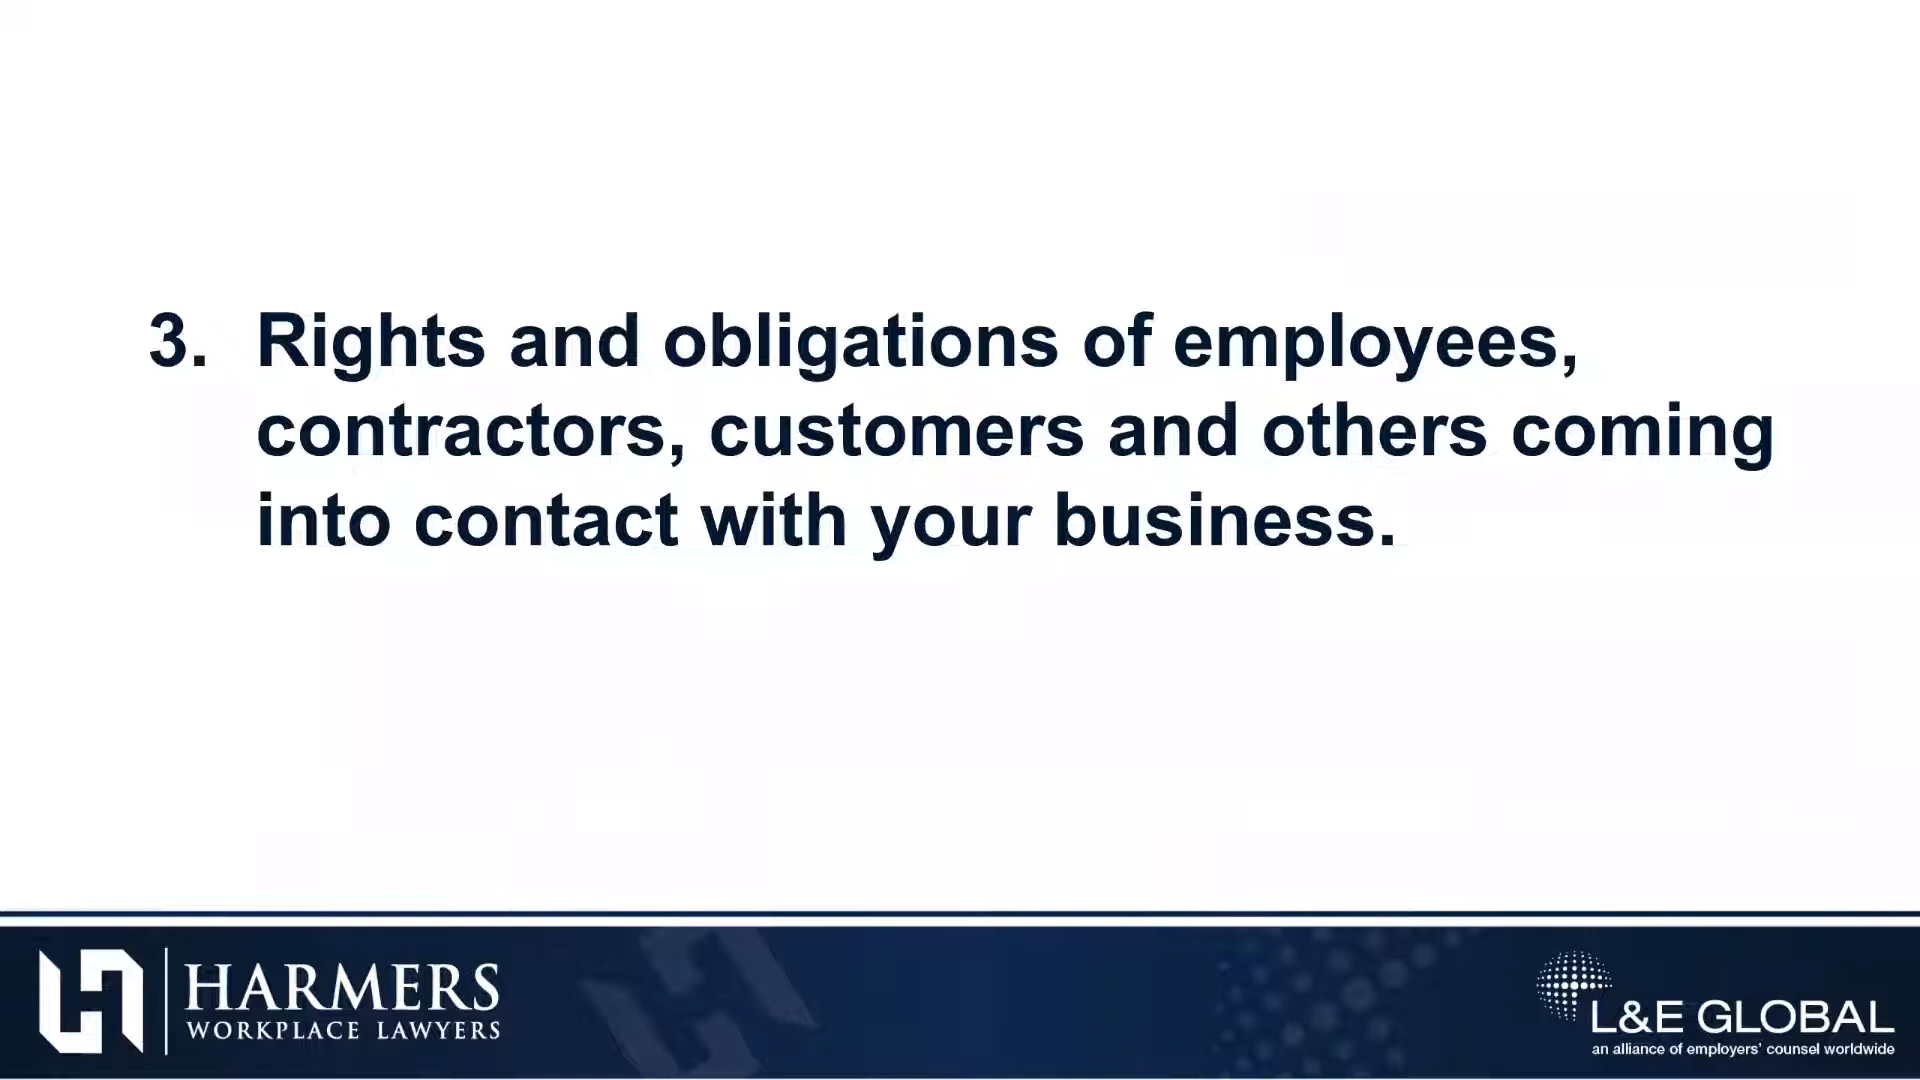 3. Rights and obligations of employees,
contractors, customers and others coming
into contact with your business.
HARMERS
WORKPLACE LAWYERS
L&E GLOBAL
an alliance of employers' counsel worldwide